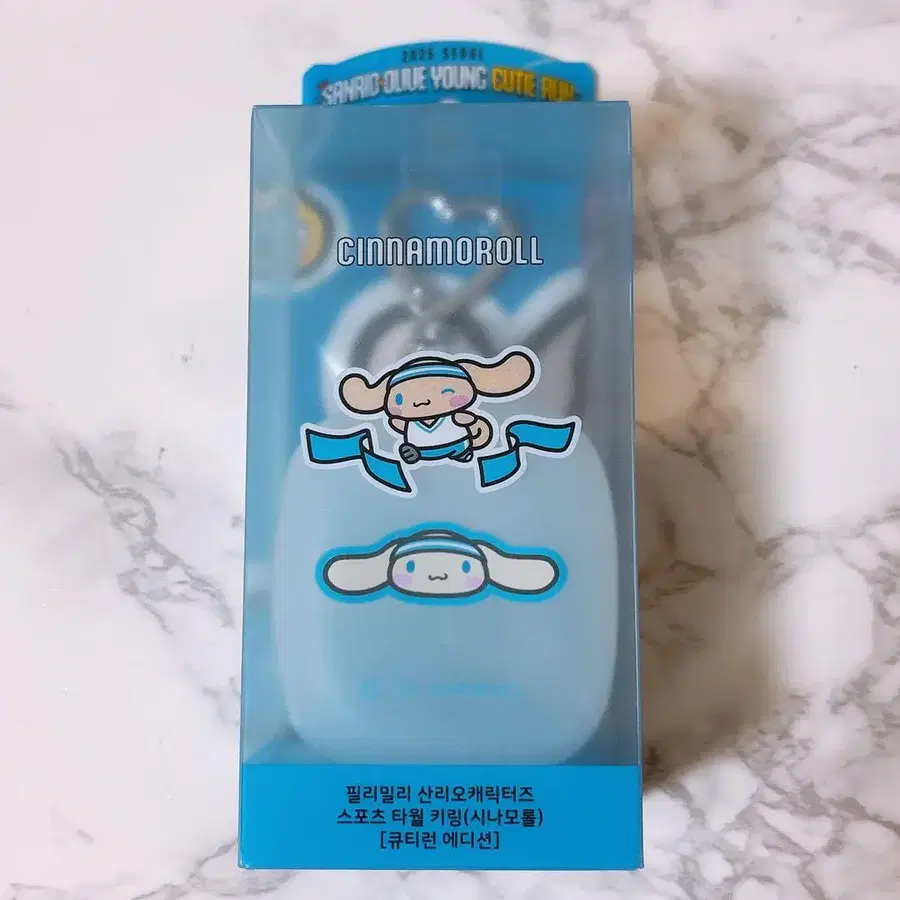 2025 SEOUL
SANRIO OLIVE YOUNG CUTIE RUN
CINNAMOROLL
필리밀리 산리오캐릭터즈
스포츠 타월 키링(시나모롤)
[큐티런 에디션]